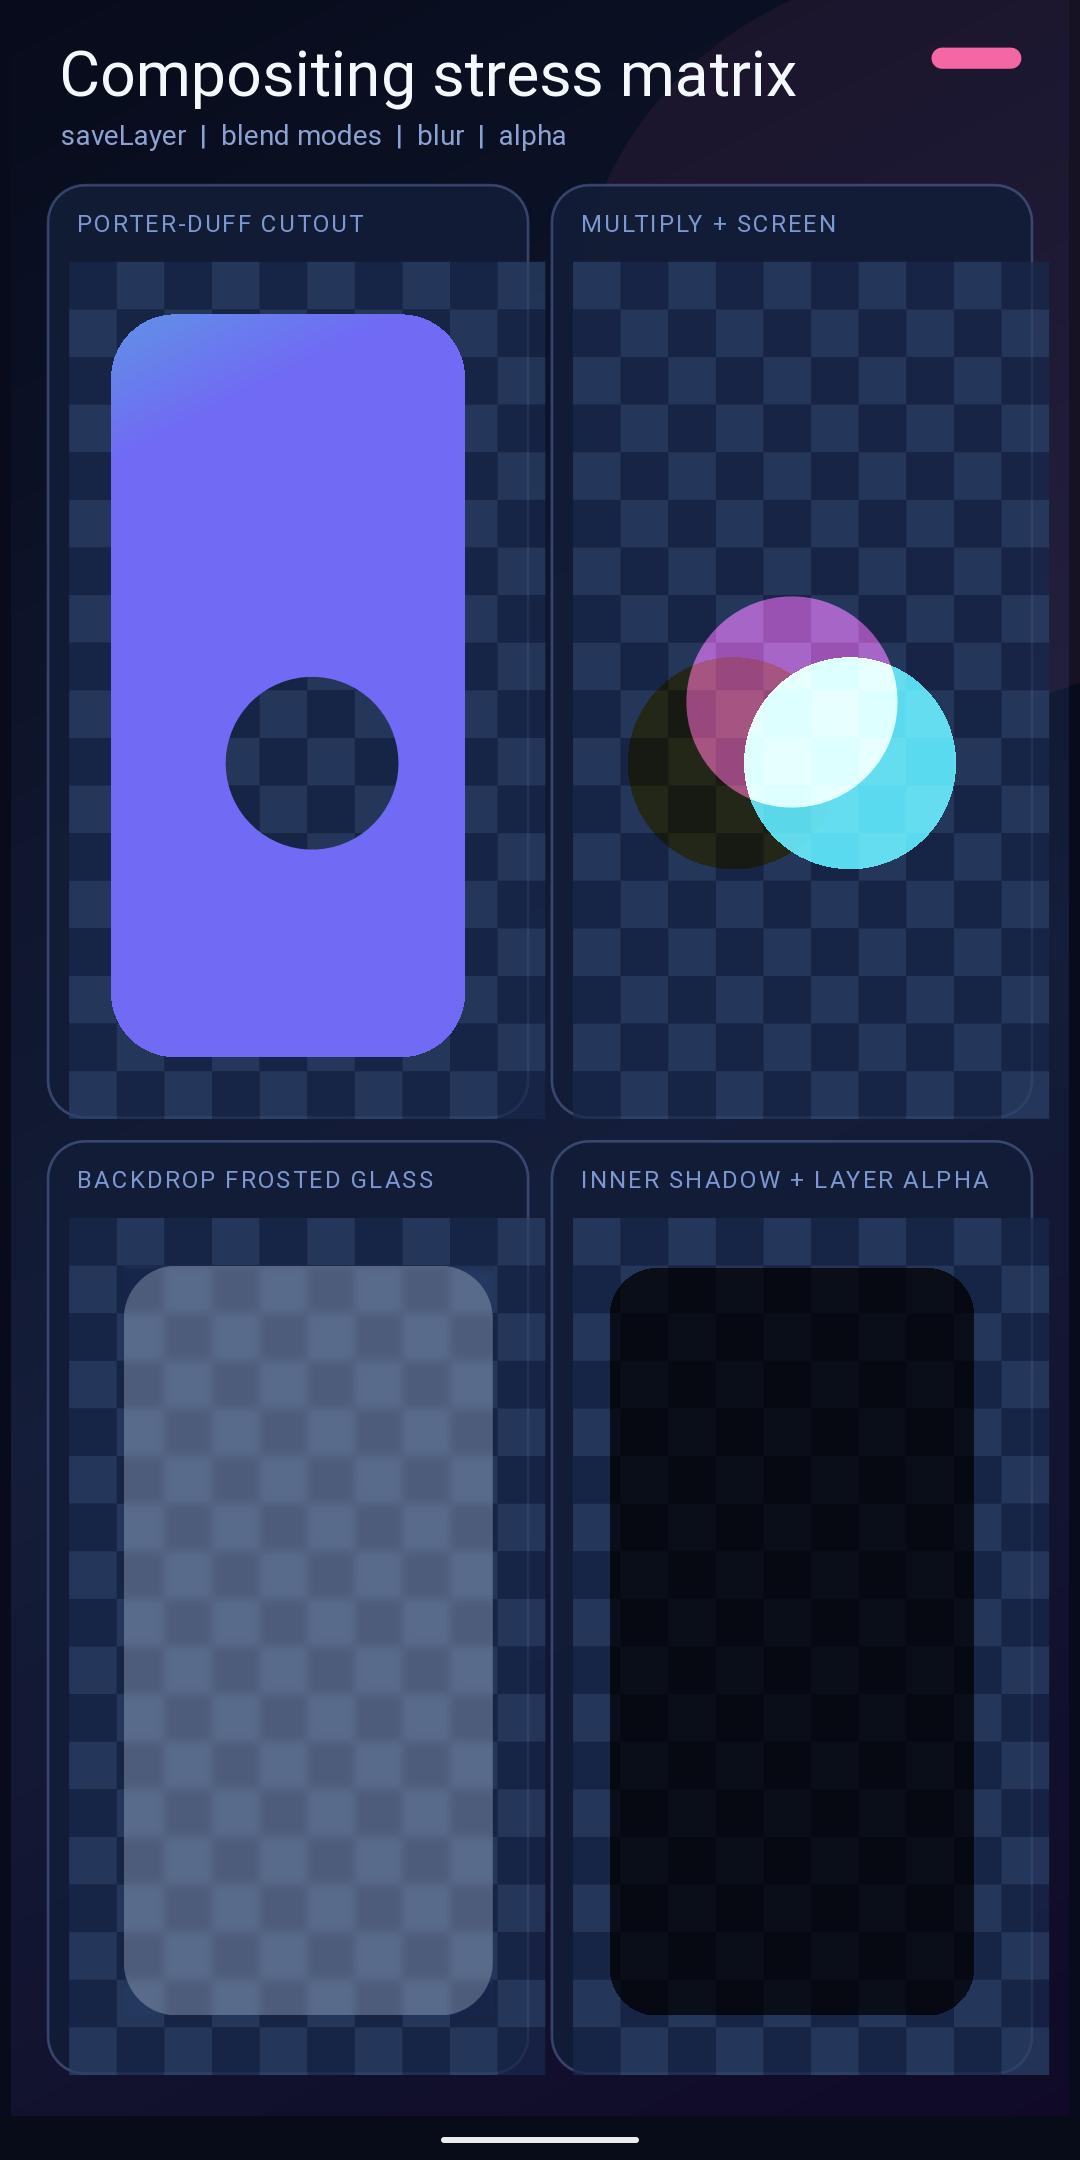 Compositing stress matrix
saveLayer | blend modes | blur | alpha
PORTER-DUFF CUTOUT
MULTIPLY + SCREEN
BACKDROP FROSTED GLASS
INNER SHADOW + LAYER ALPHA